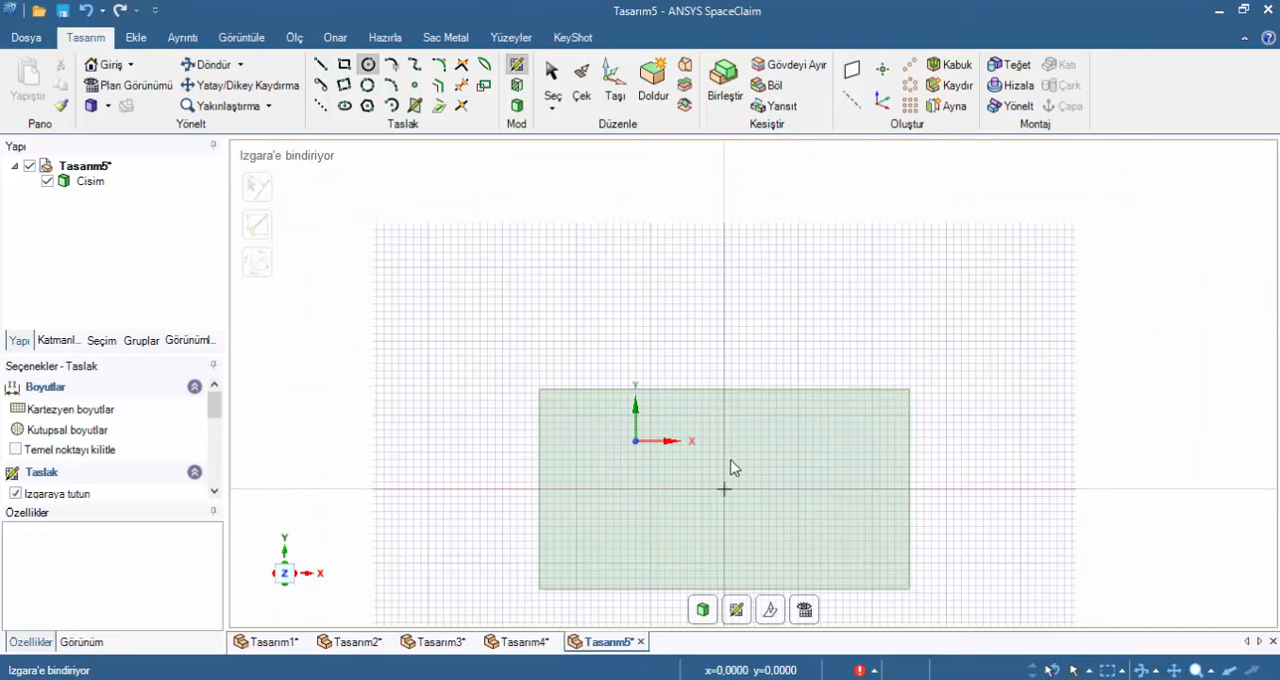 Tasarım5 - ANSYS SpaceClaim
Dosya Tasarım Ekle Ayrıntı Görüntüle Ölç Onar Hazırla Sac Metal Yüzeyler KeyShot
Giriş Döndür Gövdeyi Ayır Kabuk Teğet Katı
Plan Görünümü Yatay/Dikey Kaydırma Böl Kaydır Hizala Çark
Yapıştır Yakınlaştırma Seç Çek Taşı Doldur Birleştir Yansıt Ayna Yönelt Çapa
Pano Yönelt Taslak Mod Düzenle Kesiştir Oluştur Montaj
Yapı
Tasarım5*
Cisim
Yapı Katmanl... Seçim Gruplar Görünüml...
Seçenekler - Taslak
Boyutlar
Kartezyen boyutlar
Kutupsal boyutlar
Temel noktayı kilitle
Taslak
Izgaraya tutun
Özellikler
Özellikler Görünüm
Izgara'e bindiriyor
Y
X
Y
Z X
Tasarım1* Tasarım2* Tasarım3* Tasarım4* Tasarım5*
Izgara'e bindiriyor x=0,0000 y=0,0000